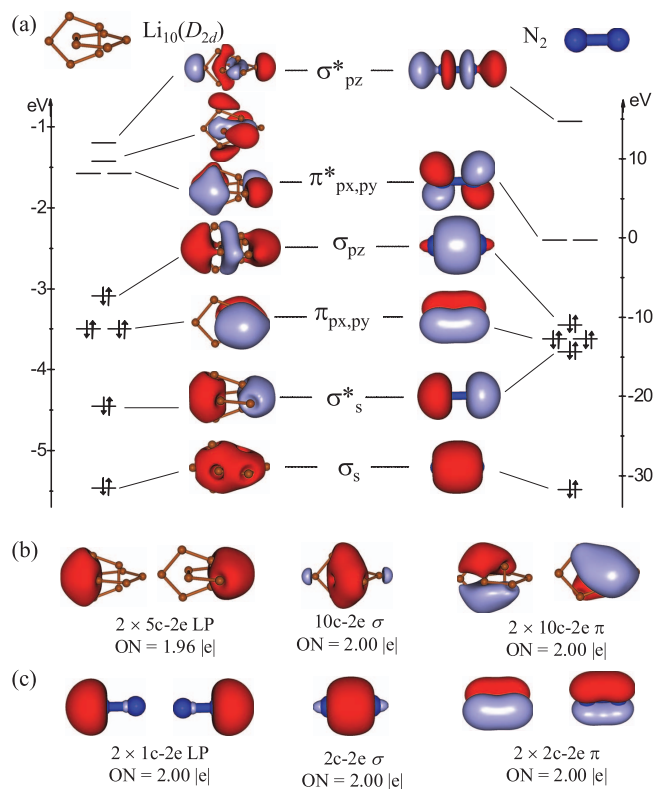 (a)
Li10(D2d)
N2
σ*pz
eV
eV
-1
10
π*px,py
-2
0
σpz
-3
-10
πpx,py
-4
-20
σ*s
-5
-30
σs
(b)
2 × 5c-2e LP
10c-2e σ
2 × 10c-2e π
ON = 1.96 |e|
ON = 2.00 |e|
ON = 2.00 |e|
(c)
2 × 1c-2e LP
2c-2e σ
2 × 2c-2e π
ON = 2.00 |e|
ON = 2.00 |e|
ON = 2.00 |e|